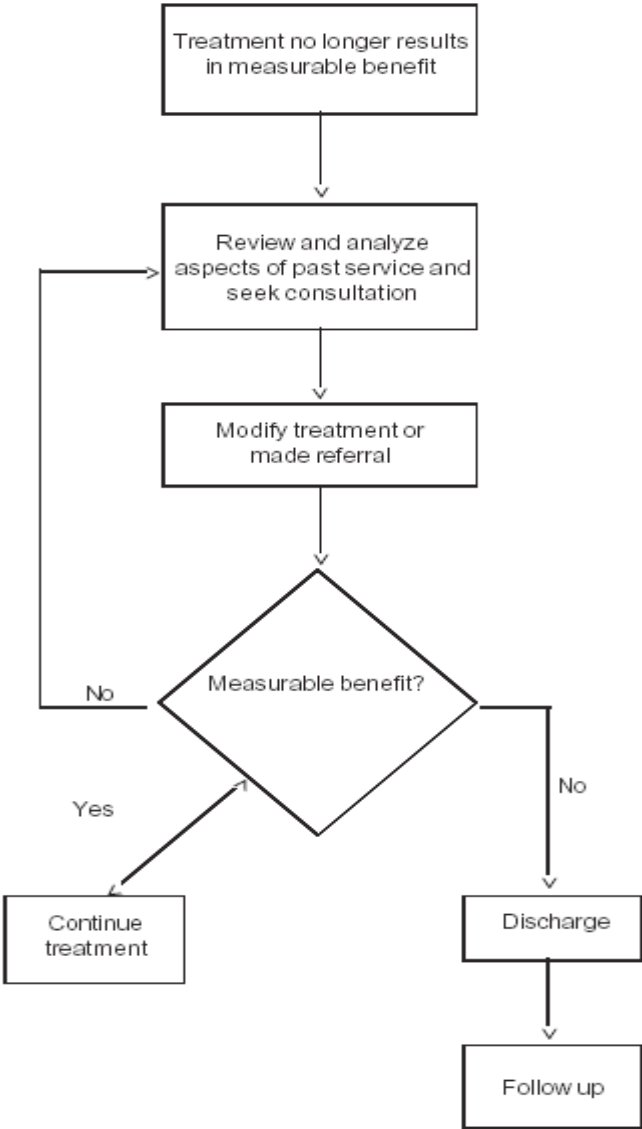 Treatment no longer results
in measurable benefit
Review and analyze
aspects of past service and
seek consultation
Modify treatment or
made referral
Measurable benefit?
No
No
Yes
Continue
treatment
Discharge
Follow up